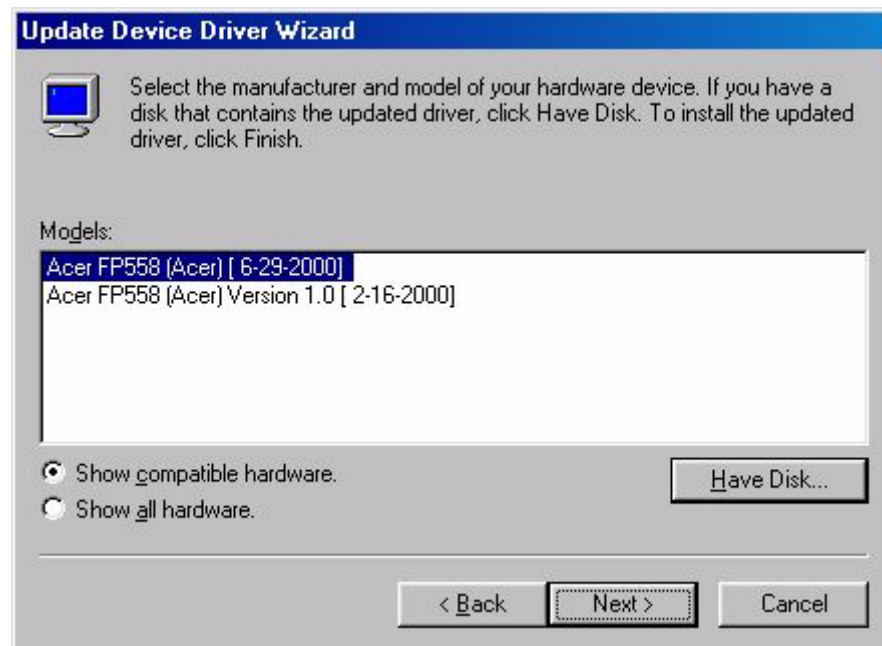 Update Device Driver Wizard
Select the manufacturer and model of your hardware device. If you have a
disk that contains the updated driver, click Have Disk. To install the updated
driver, click Finish.
Models:
Acer FP558 (Acer) [ 6-29-2000]
Acer FP558 (Acer) Version 1.0 [ 2-16-2000]
Show compatible hardware.
Show all hardware.
Have Disk...
< Back
Next >
Cancel